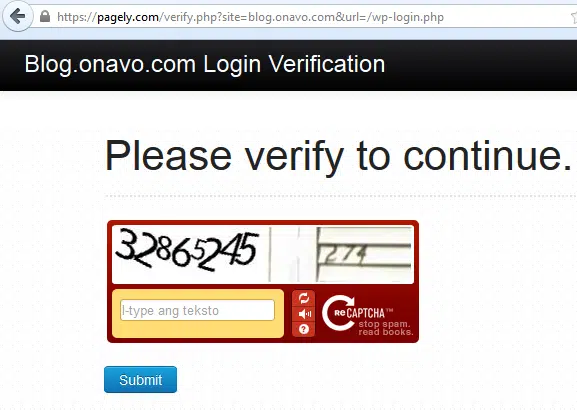 https://pagely.com/verify.php?site=blog.onavo.com&url=/wp-login.php
Blog.onavo.com Login Verification
Please verify to continue.
32865245 1274
I-type ang teksto
reCAPTCHA™
stop spam.
read books.
Submit